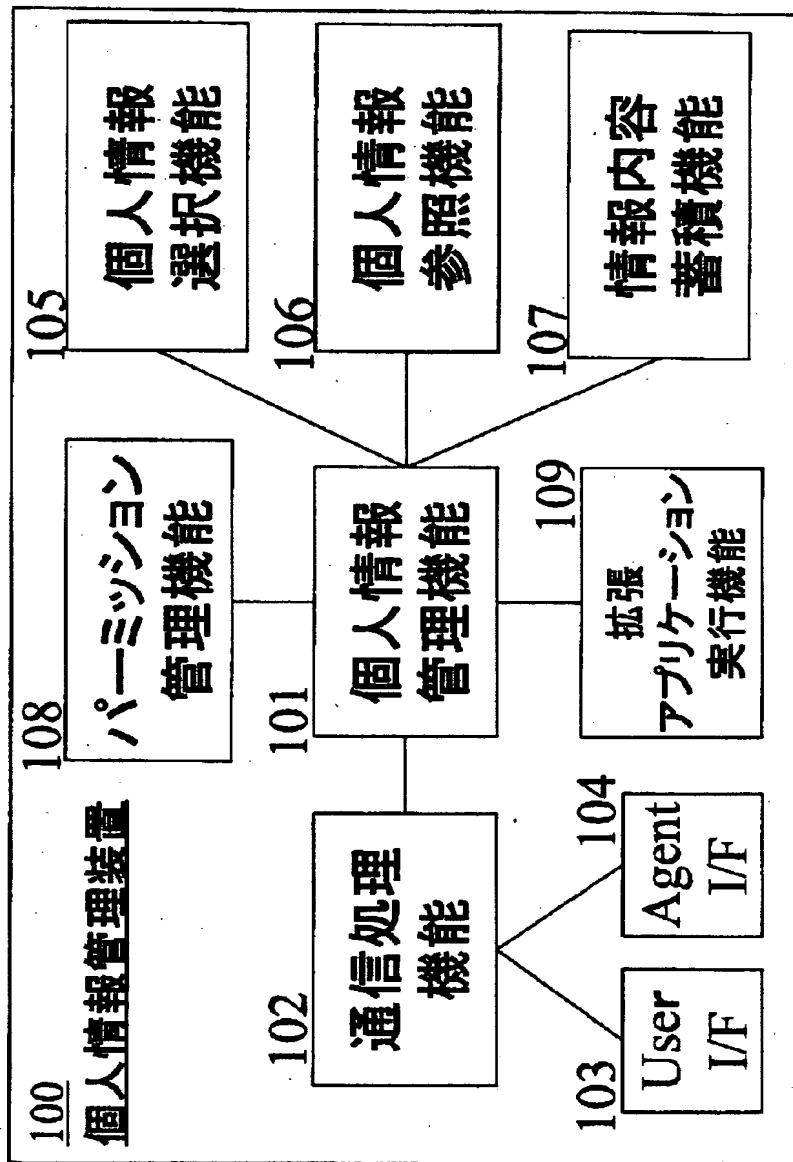 100
個人情報管理装置
108
パーミッション
管理機能
105
個人情報
選択機能
102
通信処理
機能
101
個人情報
管理機能
106
個人情報
参照機能
103
User
I/F
104
Agent
I/F
109
拡張
アプリケーション
実行機能
107
情報内容
蓄積機能